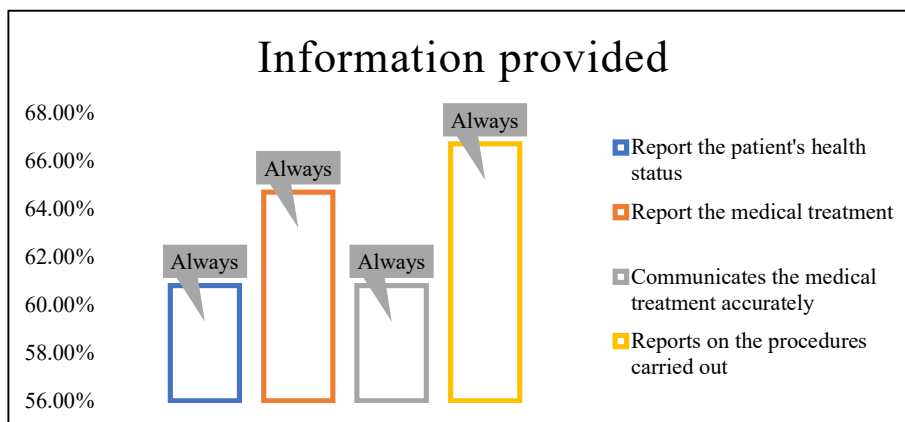 Information provided
68.00%
66.00%
64.00%
62.00%
60.00%
58.00%
56.00%
Always
Always
Always
Always
Report the patient's health
status
Report the medical treatment
Communicates the medical
treatment accurately
Reports on the procedures
carried out